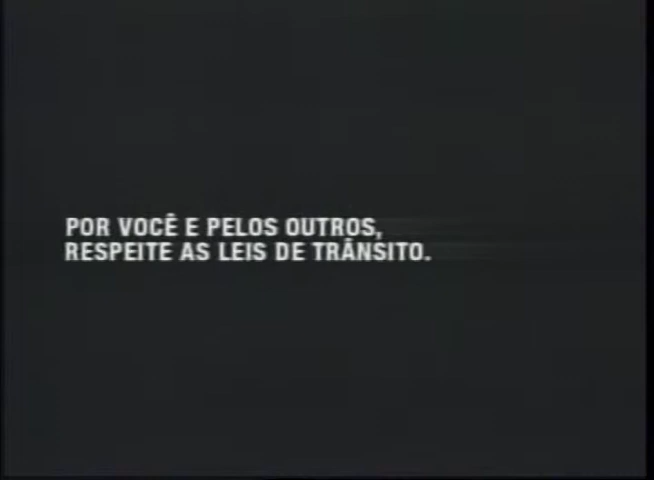 POR VOCÊ E PELOS OUTROS,
RESPEITE AS LEIS DE TRÂNSITO.